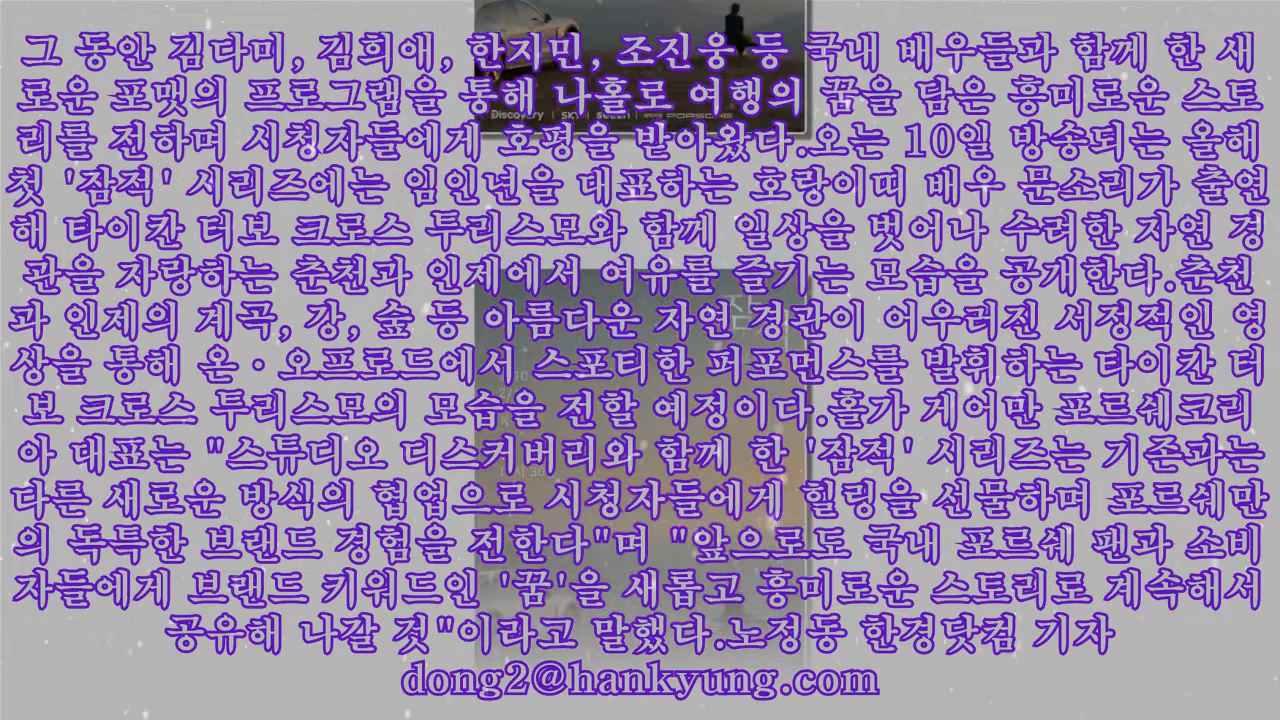 그 동안 김다미, 김희애, 한지민, 조진웅 등 국내 배우들과 함께 한 새
로운 포맷의 프로그램을 통해 나홀로 여행의 꿈을 담은 흥미로운 스토
Discovery | SKY | seezn | PORSCHE
리를 전하며 시청자들에게 호평을 받아왔다.오는 10일 방송되는 올해
첫 '잠적' 시리즈에는 임인년을 대표하는 호랑이띠 배우 문소리가 출연
해 타이칸 터보 크로스 투리스모와 함께 일상을 벗어나 수려한 자연 경
관을 자랑하는 춘천과 인제에서 여유를 즐기는 모습을 공개한다.춘천
과 인제의 계곡, 강, 숲 등 아름다운 자연 경관이 어우러진 서정적인 영
상을 통해 온·오프로드에서 스포티한 퍼포먼스를 발휘하는 타이칸 터
보 크로스 투리스모의 모습을 전할 예정이다.홀가 게어만 포르쉐코리
아 대표는 "스튜디오 디스커버리와 함께 한 '잠적' 시리즈는 기존과는
다른 새로운 방식의 협업으로 시청자들에게 힐링을 선물하며 포르쉐만
의 독특한 브랜드 경험을 전한다"며 "앞으로도 국내 포르쉐 팬과 소비
자들에게 브랜드 키워드인 '꿈'을 새롭고 흥미로운 스토리로 계속해서
공유해 나갈 것"이라고 말했다.노정동 한경닷컴 기자
dong2@hankyung.com